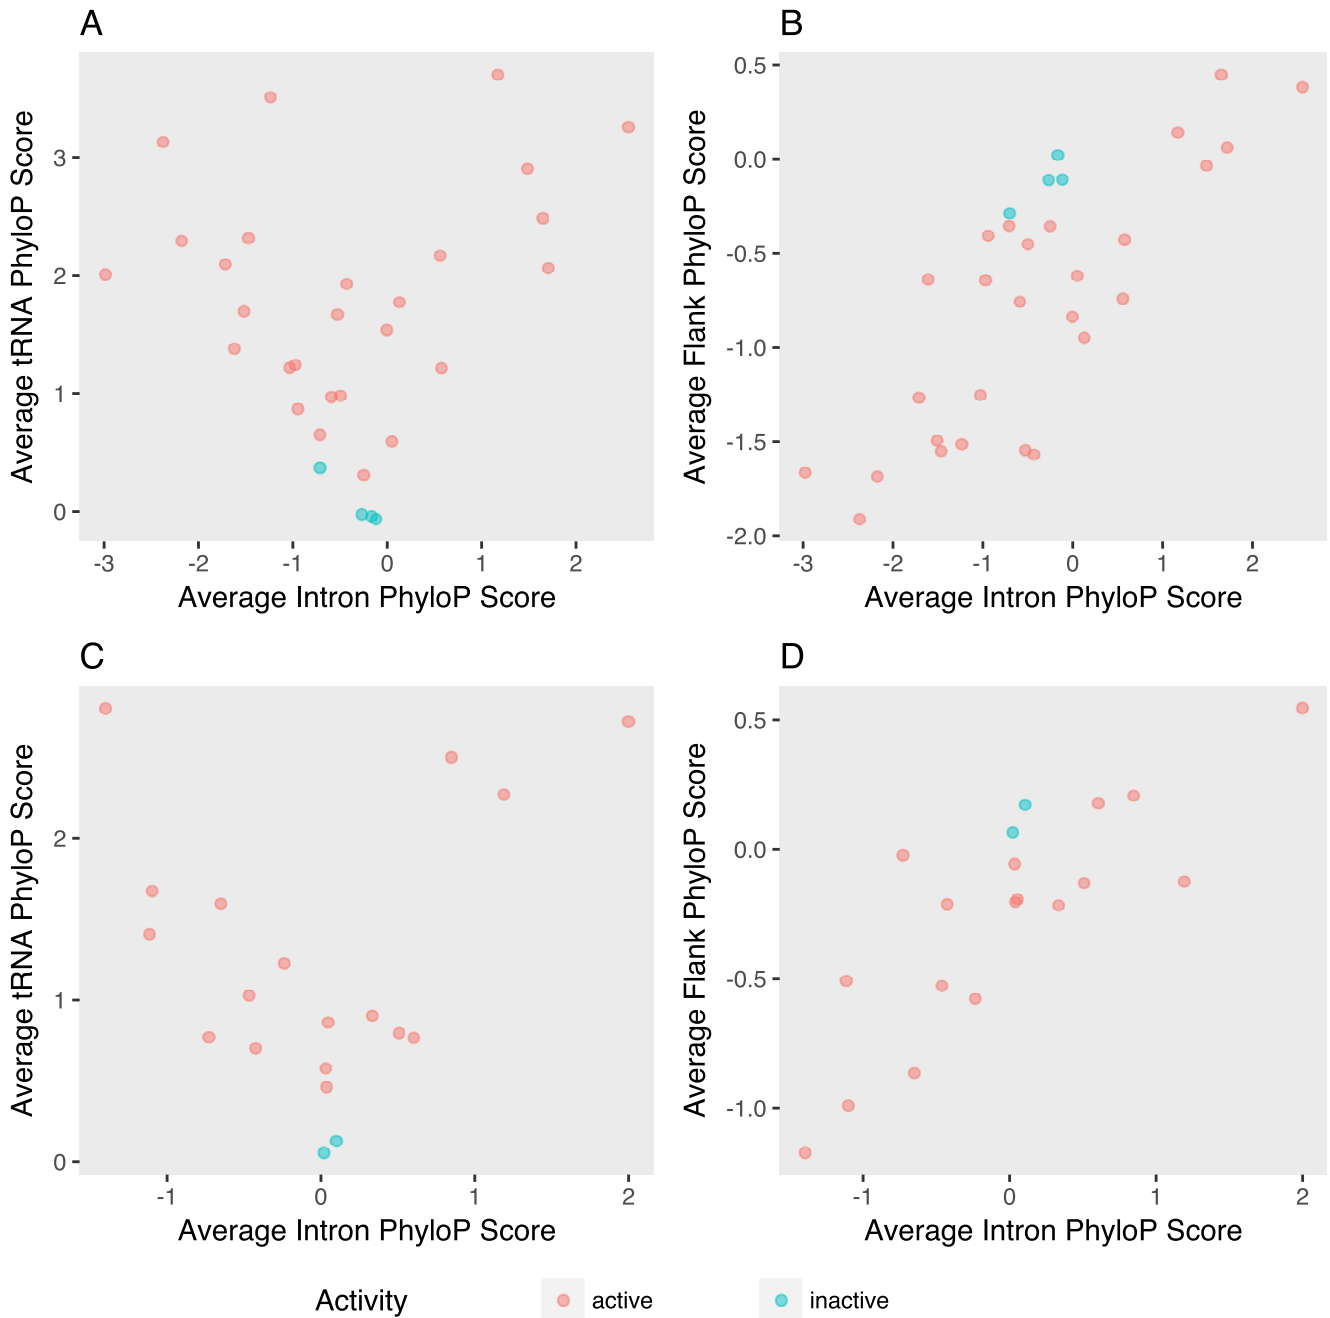 A
Average tRNA PhyloP Score
3
2
1
0
-3 -2 -1 0 1 2
Average Intron PhyloP Score
B
Average Flank PhyloP Score
0.5
0.0
-0.5
-1.0
-1.5
-2.0
-3 -2 -1 0 1 2
Average Intron PhyloP Score
C
Average tRNA PhyloP Score
2
1
0
-1 0 1 2
Average Intron PhyloP Score
D
Average Flank PhyloP Score
0.5
0.0
-0.5
-1.0
-1 0 1 2
Average Intron PhyloP Score
Activity active inactive